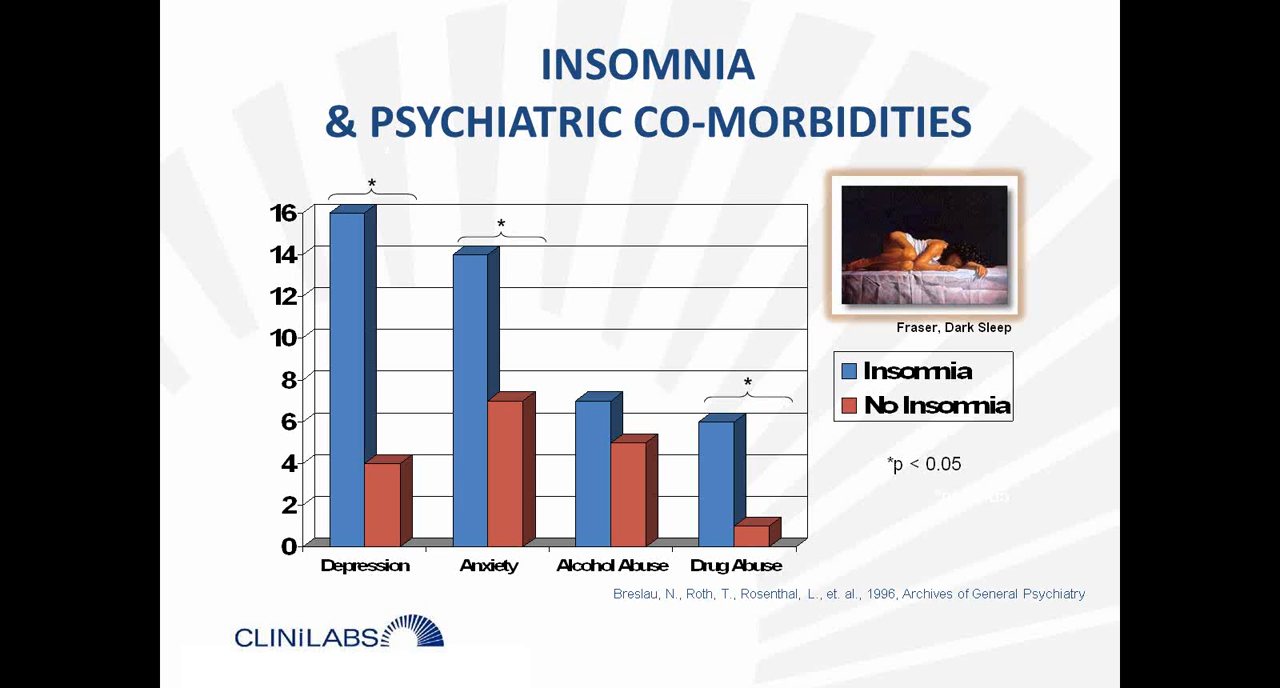 INSOMNIA
& PSYCHIATRIC CO-MORBIDITIES
*
*
*
16
14
12
10
8
6
4
2
0
Depression
Anxiety
Alcohol Abuse
Drug Abuse
Fraser, Dark Sleep
Insomnia
No Insomnia
*p < 0.05
Breslau, N., Roth, T., Rosenthal, L., et. al., 1996, Archives of General Psychiatry
CLINiLABS